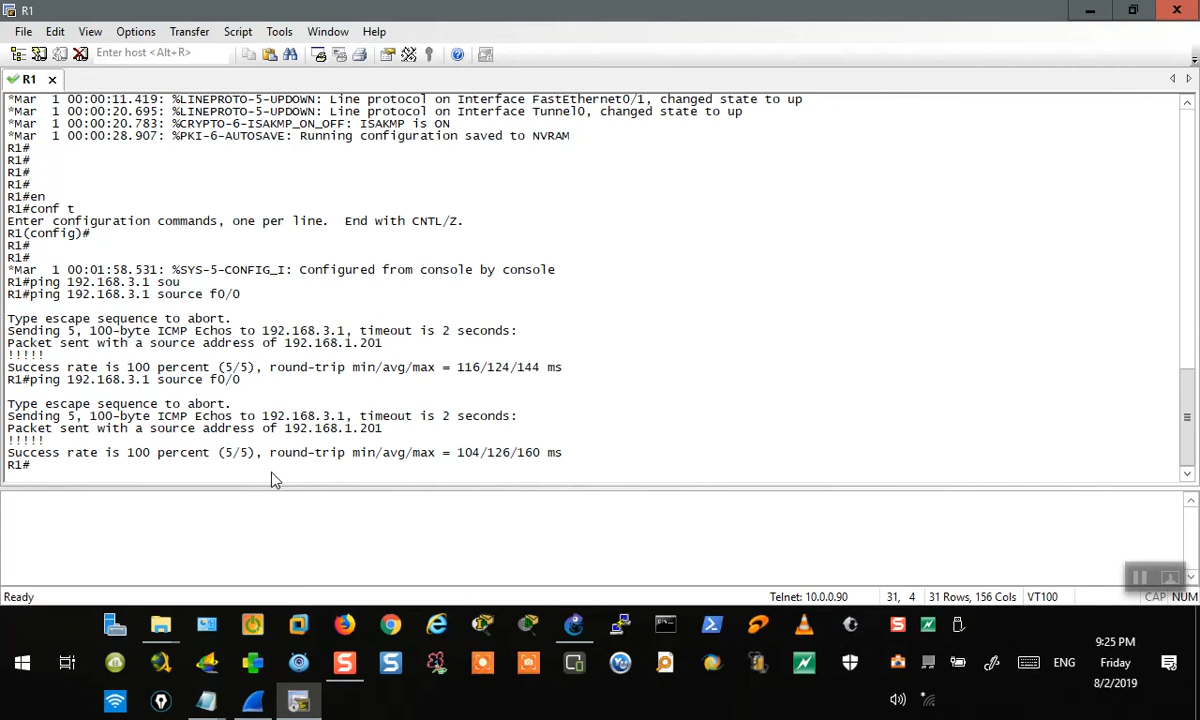 R1
File Edit View Options Transfer Script Tools Window Help
Enter host <Alt+R>
R1
*Mar  1 00:00:11.419: %LINEPROTO-5-UPDOWN: Line protocol on Interface FastEthernet0/1, changed state to up
*Mar  1 00:00:20.695: %LINEPROTO-5-UPDOWN: Line protocol on Interface Tunnel0, changed state to up
*Mar  1 00:00:20.783: %CRYPTO-6-ISAKMP_ON_OFF: ISAKMP is ON
*Mar  1 00:00:28.907: %PKI-6-AUTOSAVE: Running configuration saved to NVRAM
R1#
R1#
R1#
R1#
R1#en
R1#conf t
Enter configuration commands, one per line.  End with CNTL/Z.
R1(config)#
R1#
R1#
*Mar  1 00:01:58.531: %SYS-5-CONFIG_I: Configured from console by console
R1#ping 192.168.3.1 sou
R1#ping 192.168.3.1 source f0/0
Type escape sequence to abort.
Sending 5, 100-byte ICMP Echos to 192.168.3.1, timeout is 2 seconds:
Packet sent with a source address of 192.168.1.201
!!!!!
Success rate is 100 percent (5/5), round-trip min/avg/max = 116/124/144 ms
R1#ping 192.168.3.1 source f0/0
Type escape sequence to abort.
Sending 5, 100-byte ICMP Echos to 192.168.3.1, timeout is 2 seconds:
Packet sent with a source address of 192.168.1.201
!!!!!
Success rate is 100 percent (5/5), round-trip min/avg/max = 104/126/160 ms
R1#
Ready Telnet: 10.0.0.90 31, 4 31 Rows, 156 Cols VT100 CAP NUM
9:25 PM
ENG Friday
8/2/2019